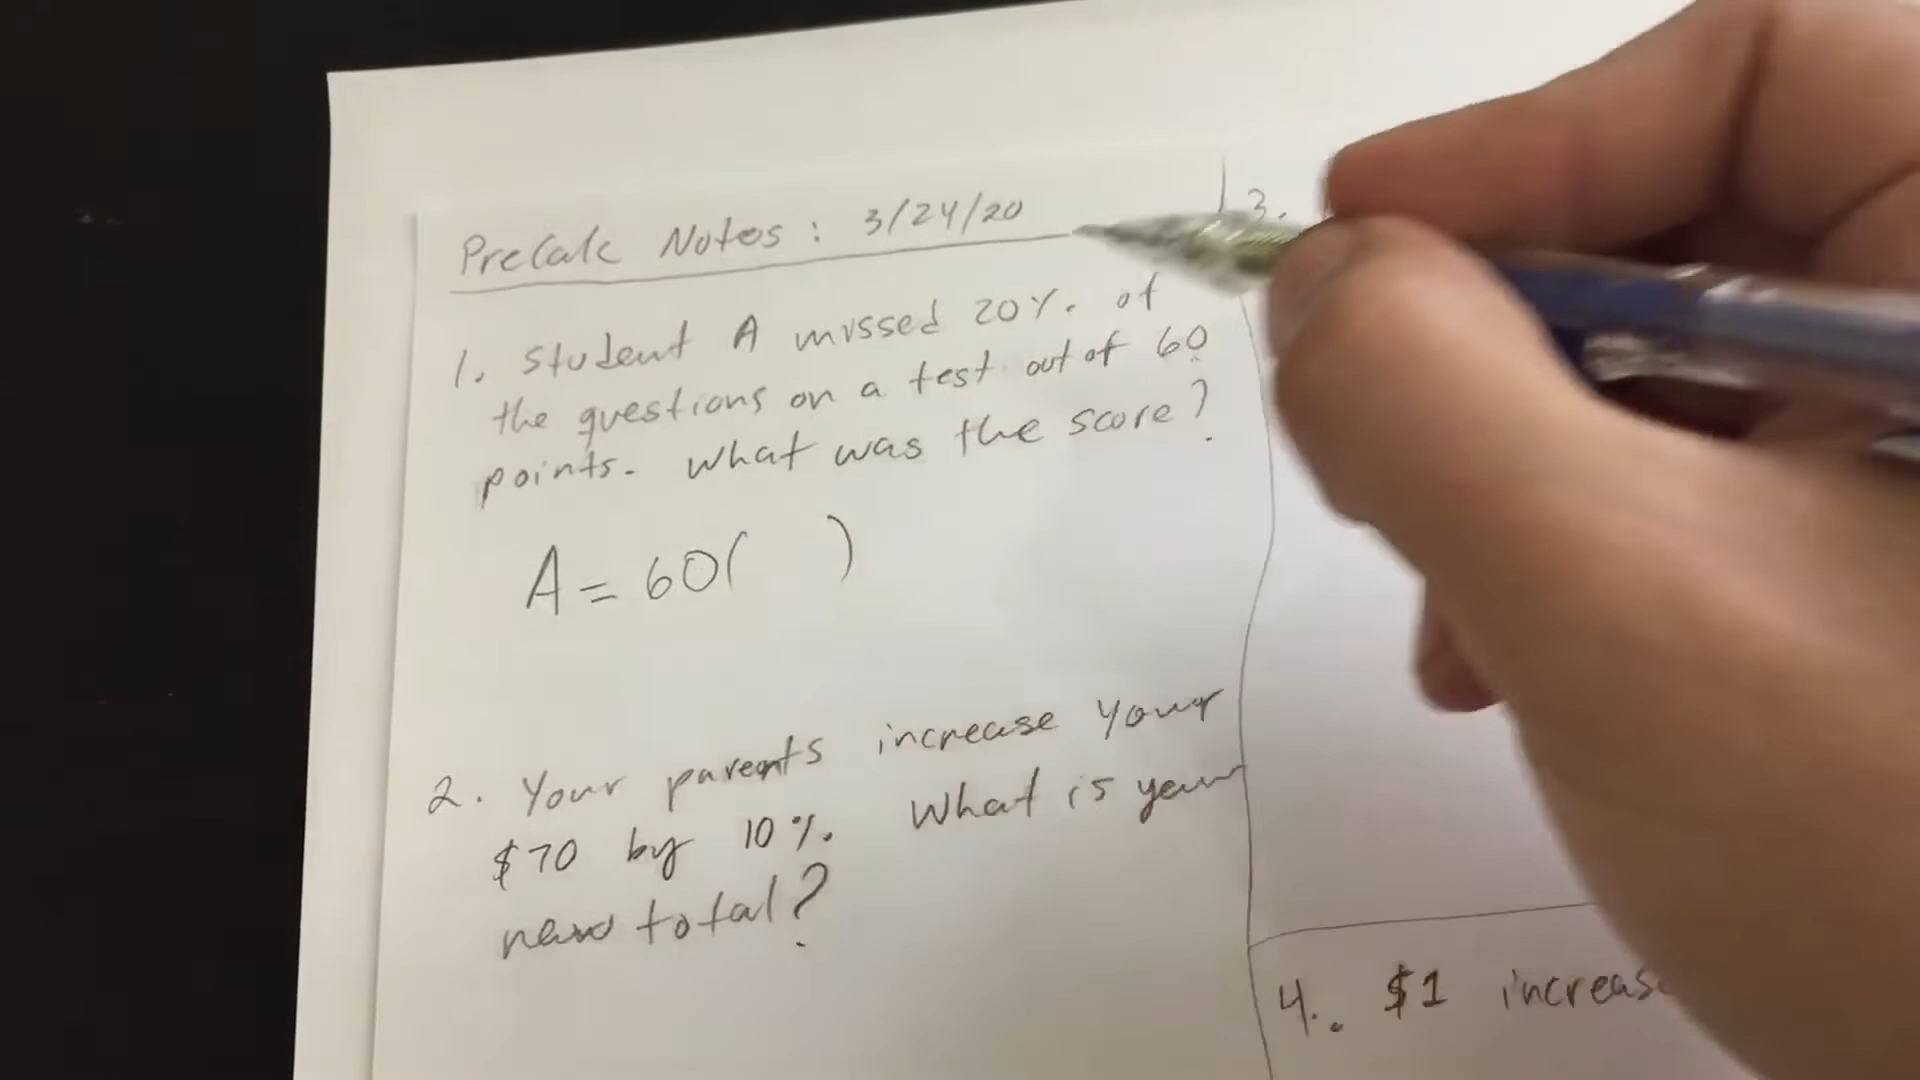 PreCalc Notes: 3/24/20
1. Student A missed 20% of
the questions on a test out of 60
points. What was the score?
A = 60( )
2. Your parents increase your
$70 by 10%. What is your
new total?
3.
4. $1 increase